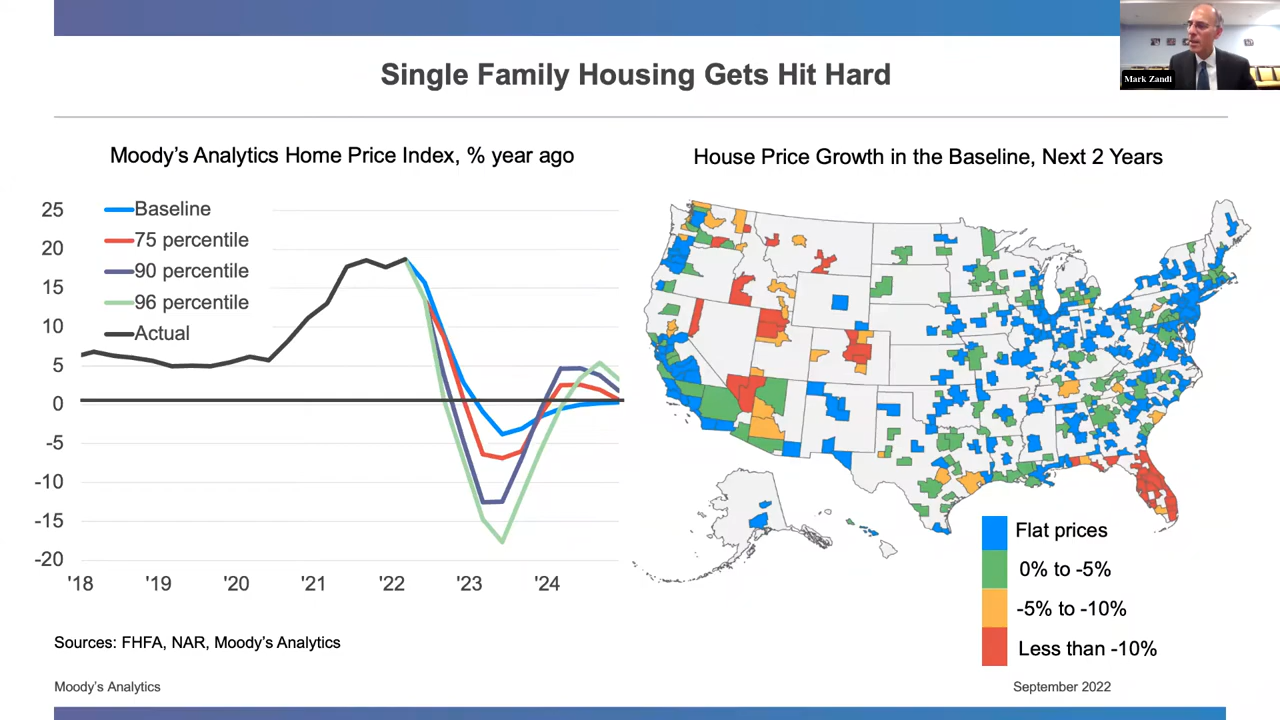 Mark Zandi
Single Family Housing Gets Hit Hard
Moody's Analytics Home Price Index, % year ago
25
20
15
10
5
0
-5
-10
-15
-20
Baseline
75 percentile
90 percentile
96 percentile
Actual
'18
'19
'20
'21
'22
'23
'24
House Price Growth in the Baseline, Next 2 Years
Flat prices
0% to -5%
-5% to -10%
Less than -10%
Sources: FHFA, NAR, Moody's Analytics
Moody's Analytics
September 2022